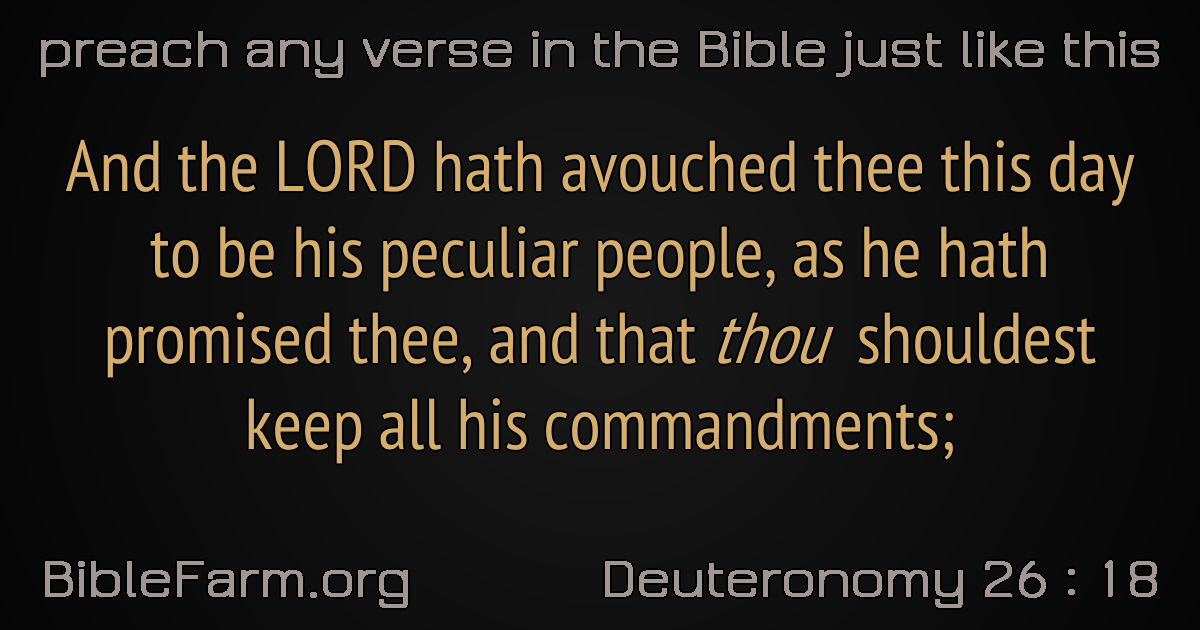 preach any verse in the Bible just like this
And the LORD hath avouched thee this day
to be his peculiar people, as he hath
promised thee, and that thou shouldest
keep all his commandments;
BibleFarm.org
Deuteronomy 26 : 18